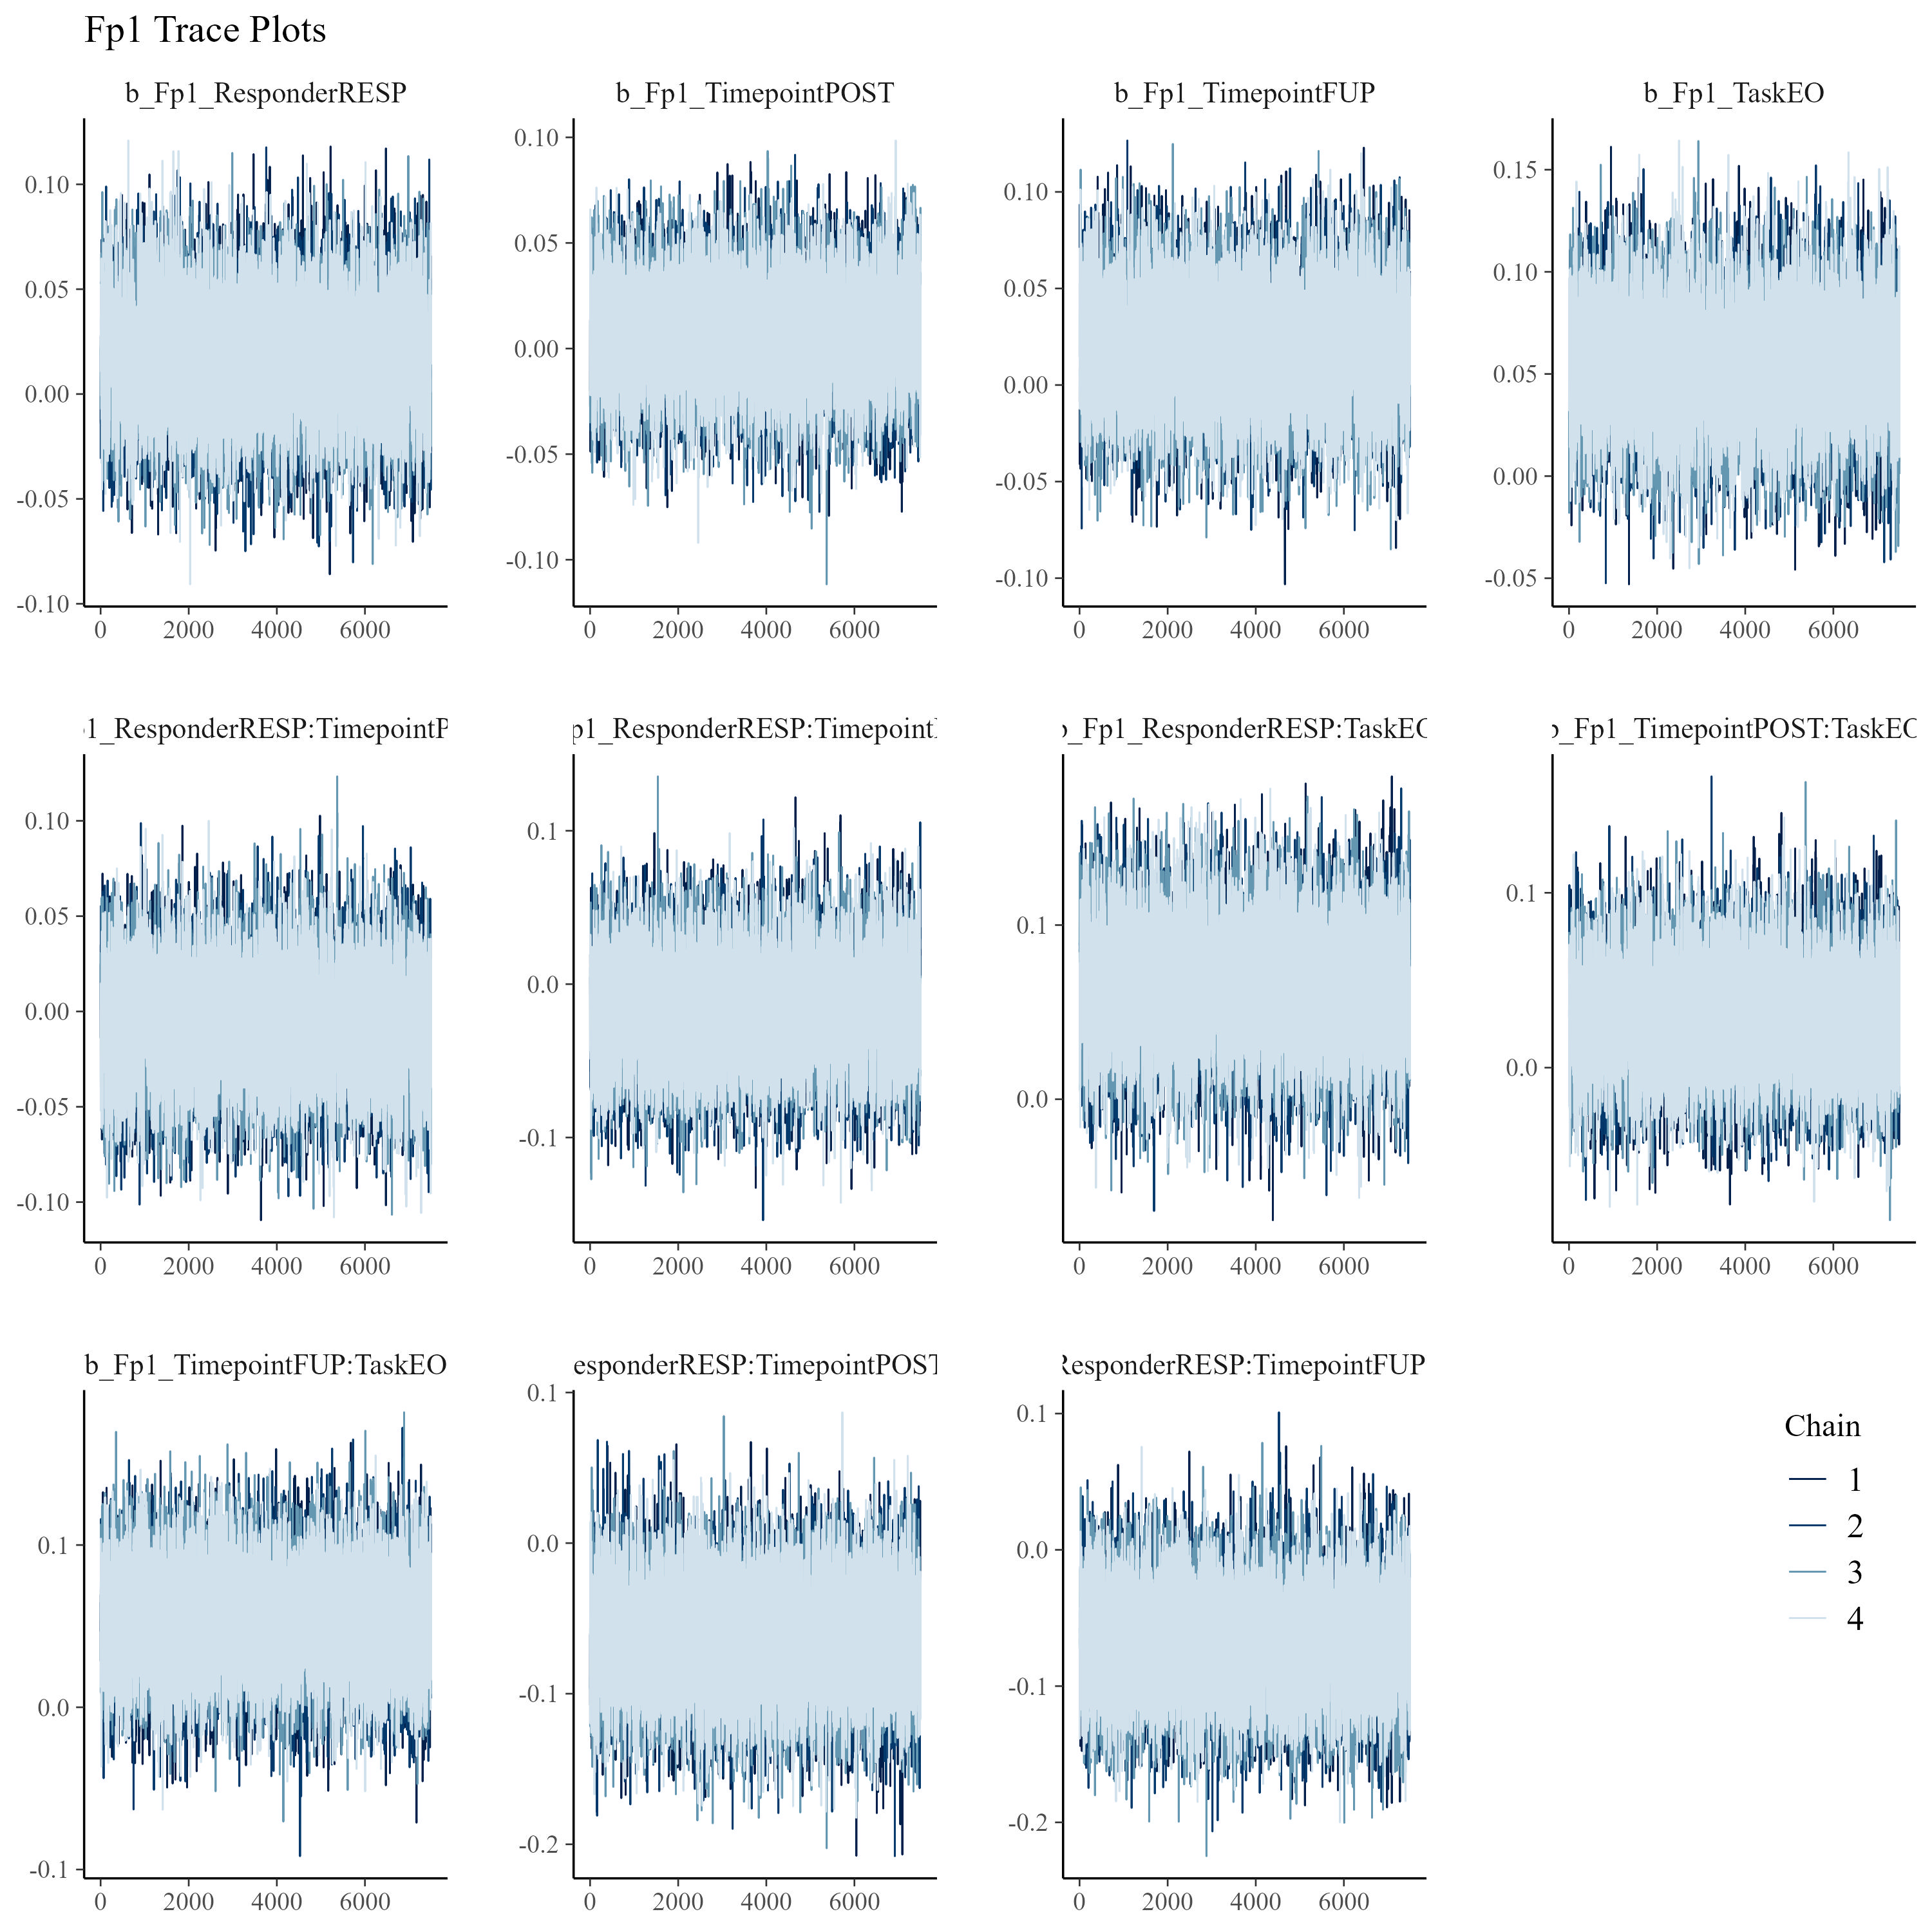 Fp1 Trace Plots
b_Fp1_ResponderRESP b_Fp1_TimepointPOST b_Fp1_TimepointFUP b_Fp1_TaskEO
0.10 0.05 0.00 -0.05 -0.10
0.10 0.05 0.00 -0.05 -0.10
0.10 0.05 0.00 -0.05 -0.10
0.15 0.10 0.05 0.00 -0.05
0 2000 4000 6000 0 2000 4000 6000 0 2000 4000 6000 0 2000 4000 6000
1_ResponderRESP:TimepointP p1_ResponderRESP:Timepoint b_Fp1_ResponderRESP:TaskEO b_Fp1_TimepointPOST:TaskEO
0.10 0.05 0.00 -0.05 -0.10
0.1 0.0 -0.1
0.1 0.0
0.1 0.0
0 2000 4000 6000 0 2000 4000 6000 0 2000 4000 6000 0 2000 4000 6000
b_Fp1_TimepointFUP:TaskEO esponderRESP:TimepointPOST ResponderRESP:TimepointFUP
0.1 0.0 -0.1
0.1 0.0 -0.1 -0.2
0.1 0.0 -0.1 -0.2
0 2000 4000 6000 0 2000 4000 6000 0 2000 4000 6000
Chain
1
2
3
4